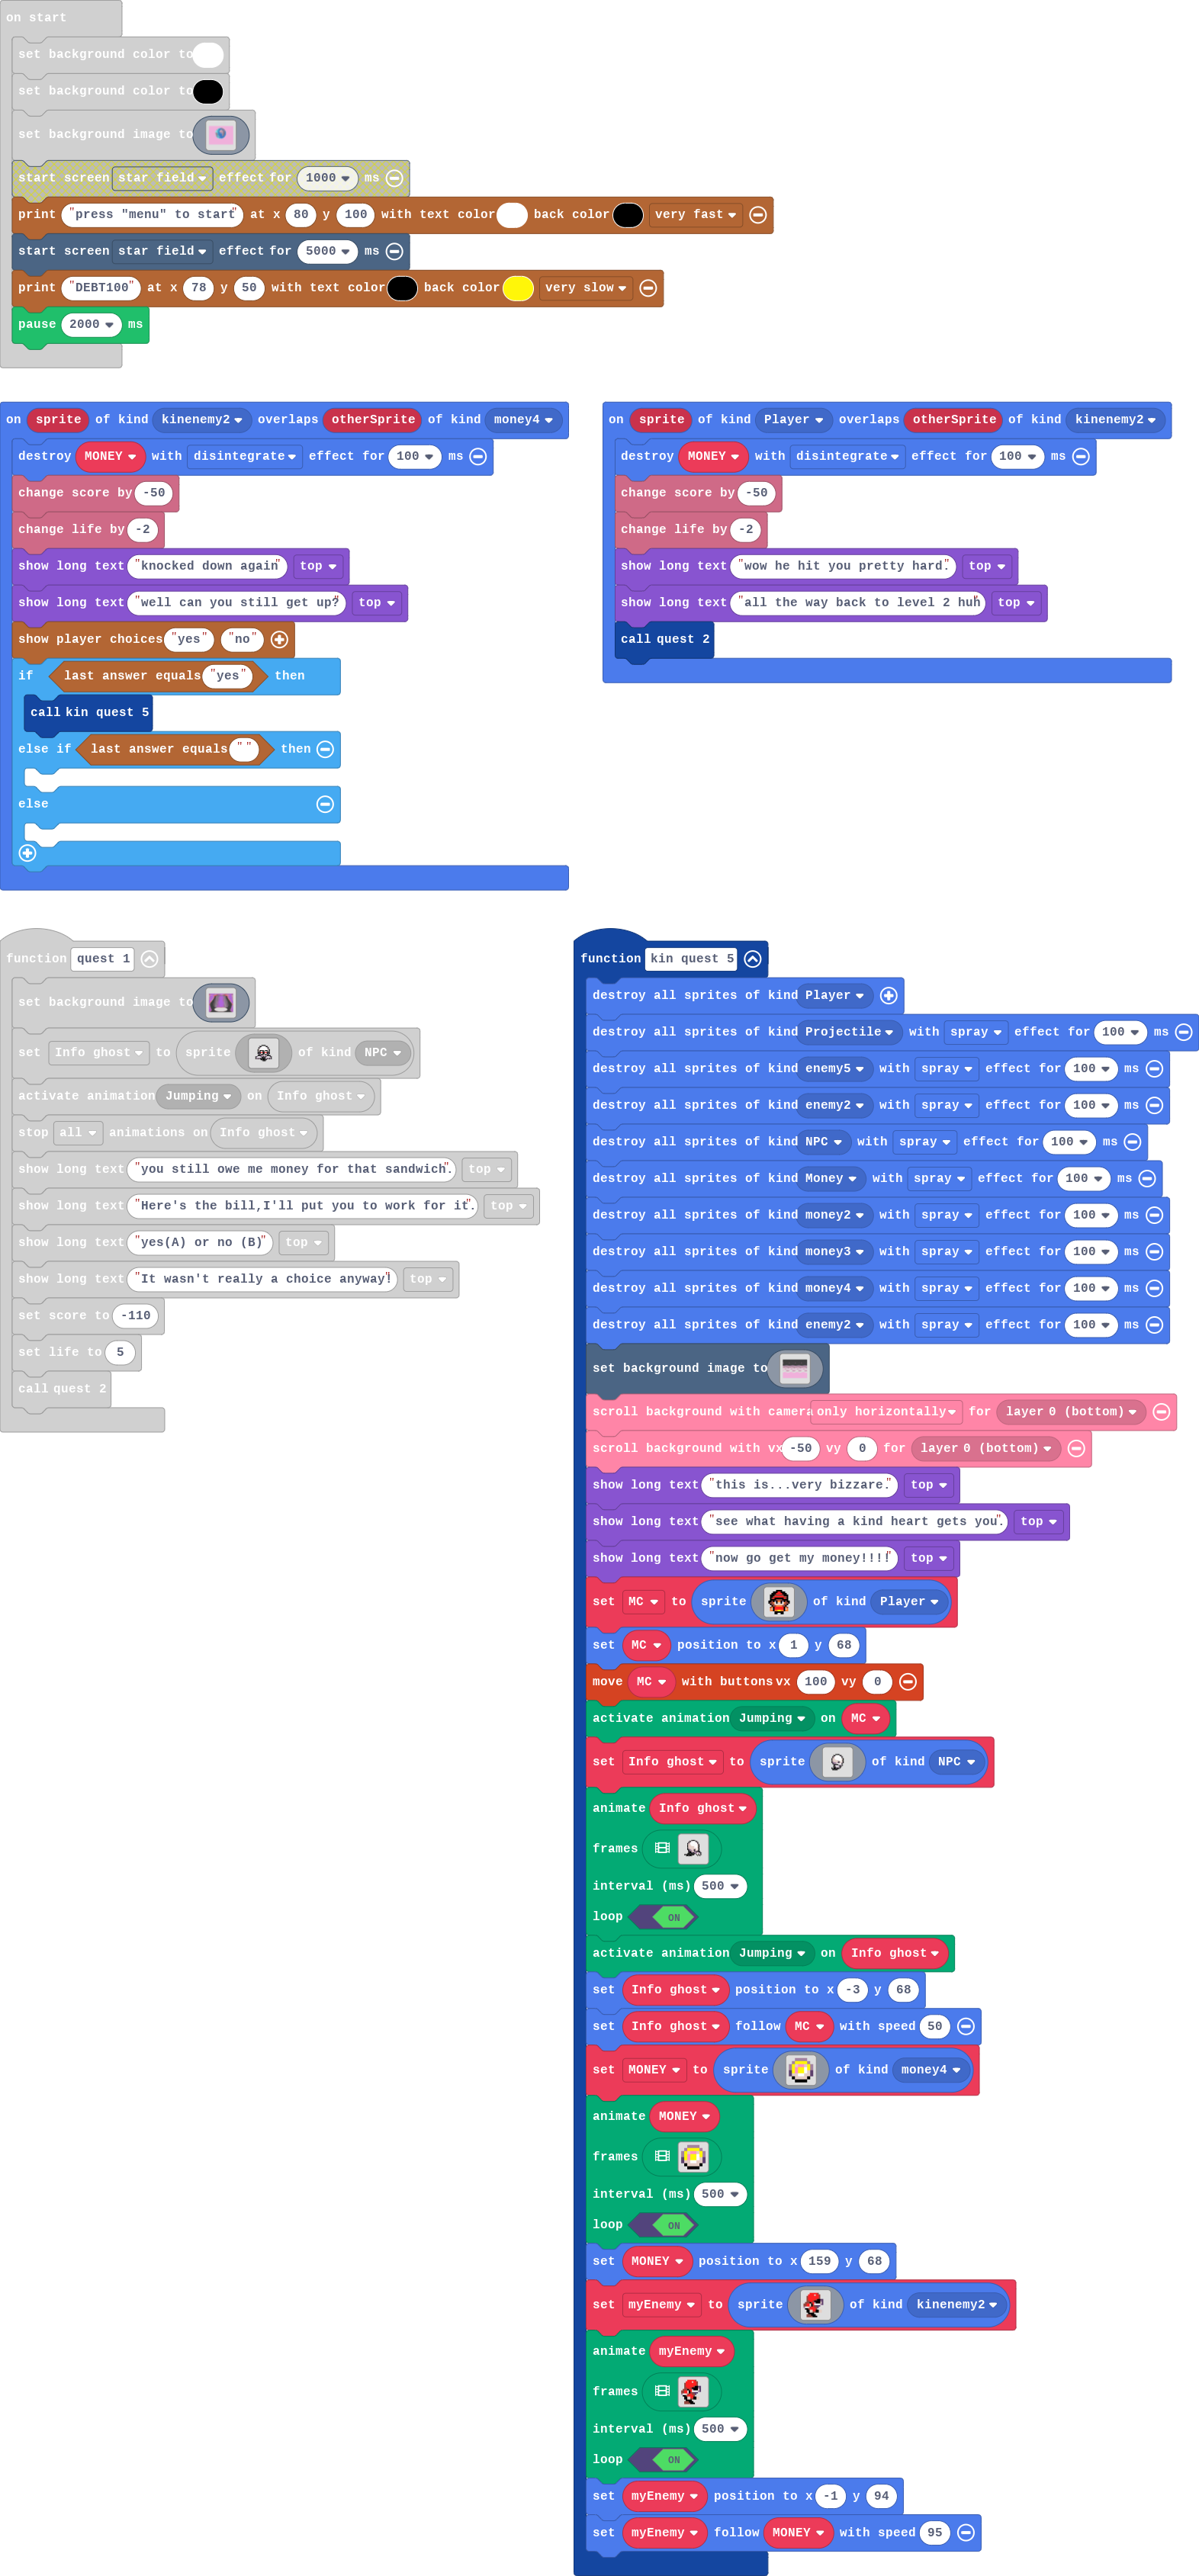 on start
set background color to
set background color to
set background image to
start screen star field effect for 1000 ms
print "press "menu" to start" at x 80 y 100 with text color back color very fast
start screen star field effect for 5000 ms
print "DEBT100" at x 78 y 50 with text color back color very slow
pause 2000 ms
on sprite of kind kinenemy2 overlaps otherSprite of kind money4
destroy MONEY with disintegrate effect for 100 ms
change score by -50
change life by -2
show long text "knocked down again" top
show long text "well can you still get up?" top
show player choices "yes" "no"
if last answer equals "yes" then
call kin quest 5
else if last answer equals " " then
else
on sprite of kind Player overlaps otherSprite of kind kinenemy2
destroy MONEY with disintegrate effect for 100 ms
change score by -50
change life by -2
show long text "wow he hit you pretty hard." top
show long text "all the way back to level 2 huh" top
call quest 2
function quest 1
set background image to
set Info ghost to sprite of kind NPC
activate animation Jumping on Info ghost
stop all animations on Info ghost
show long text "you still owe me money for that sandwich." top
show long text "Here's the bill,I'll put you to work for it." top
show long text "yes(A) or no (B)" top
show long text "It wasn't really a choice anyway!" top
set score to -110
set life to 5
call quest 2
function kin quest 5
destroy all sprites of kind Player
destroy all sprites of kind Projectile with spray effect for 100 ms
destroy all sprites of kind enemy5 with spray effect for 100 ms
destroy all sprites of kind enemy2 with spray effect for 100 ms
destroy all sprites of kind NPC with spray effect for 100 ms
destroy all sprites of kind Money with spray effect for 100 ms
destroy all sprites of kind money2 with spray effect for 100 ms
destroy all sprites of kind money3 with spray effect for 100 ms
destroy all sprites of kind money4 with spray effect for 100 ms
destroy all sprites of kind enemy2 with spray effect for 100 ms
set background image to
scroll background with camera only horizontally for layer 0 (bottom)
scroll background with vx -50 vy 0 for layer 0 (bottom)
show long text "this is...very bizzare." top
show long text "see what having a kind heart gets you." top
show long text "now go get my money!!!!" top
set MC to sprite of kind Player
set MC position to x 1 y 68
move MC with buttons vx 100 vy 0
activate animation Jumping on MC
set Info ghost to sprite of kind NPC
animate Info ghost
frames
interval (ms) 500
loop ON
activate animation Jumping on Info ghost
set Info ghost position to x -3 y 68
set Info ghost follow MC with speed 50
set MONEY to sprite of kind money4
animate MONEY
frames
interval (ms) 500
loop ON
set MONEY position to x 159 y 68
set myEnemy to sprite of kind kinenemy2
animate myEnemy
frames
interval (ms) 500
loop ON
set myEnemy position to x -1 y 94
set myEnemy follow MONEY with speed 95